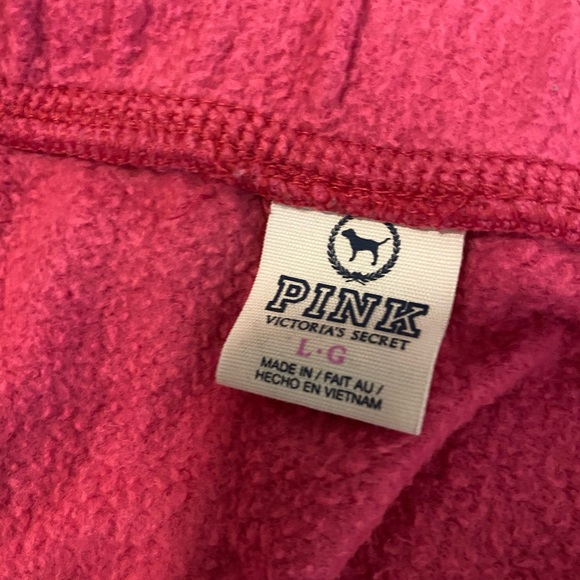 PINK
VICTORIA'S SECRET
L·G
MADE IN / FAIT AU /
HECHO EN VIETNAM